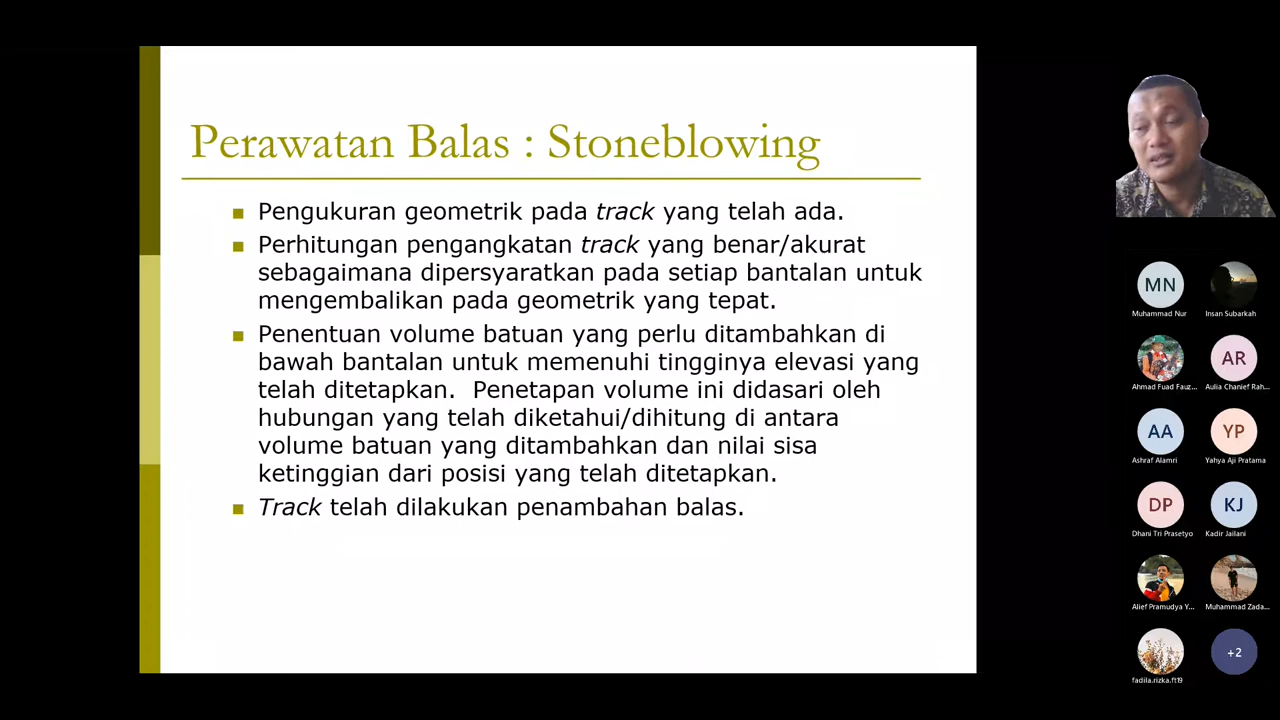 Perawatan Balas : Stoneblowing
Pengukuran geometrik pada track yang telah ada.
Perhitungan pengangkatan track yang benar/akurat
sebagaimana dipersyaratkan pada setiap bantalan untuk
mengembalikan pada geometrik yang tepat.
Penentuan volume batuan yang perlu ditambahkan di
bawah bantalan untuk memenuhi tingginya elevasi yang
telah ditetapkan. Penetapan volume ini didasari oleh
hubungan yang telah diketahui/dihitung di antara
volume batuan yang ditambahkan dan nilai sisa
ketinggian dari posisi yang telah ditetapkan.
Track telah dilakukan penambahan balas.
MN
Muhammad Nur
Insan Subarkah
Ahmad Fuad Fauz...
AR
Aulia Chanief Rah...
AA
Ashraf Alamri
YP
Yahya Aji Pratama
DP
Dhani Tri Prasetyo
KJ
Kadir Jailani
Alief Pramudya Y...
Muhammad Zada...
fadila.rizka.ft19
+2